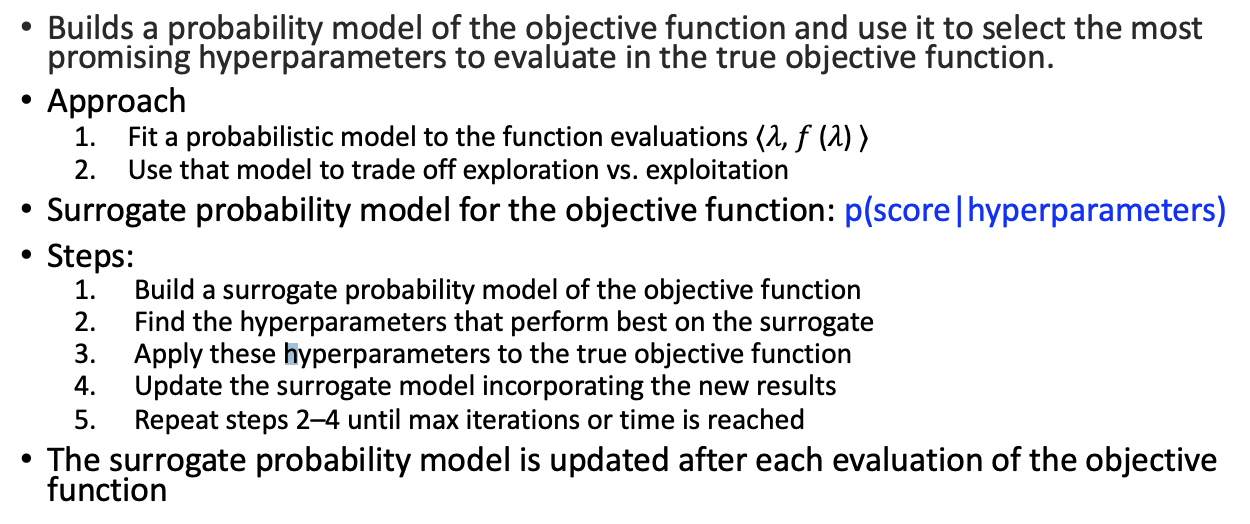 • Builds a probability model of the objective function and use it to select the most
promising hyperparameters to evaluate in the true objective function.
• Approach
1. Fit a probabilistic model to the function evaluations ⟨λ, f (λ) ⟩
2. Use that model to trade off exploration vs. exploitation
• Surrogate probability model for the objective function: p(score|hyperparameters)
• Steps:
1. Build a surrogate probability model of the objective function
2. Find the hyperparameters that perform best on the surrogate
3. Apply these hyperparameters to the true objective function
4. Update the surrogate model incorporating the new results
5. Repeat steps 2–4 until max iterations or time is reached
• The surrogate probability model is updated after each evaluation of the objective
function